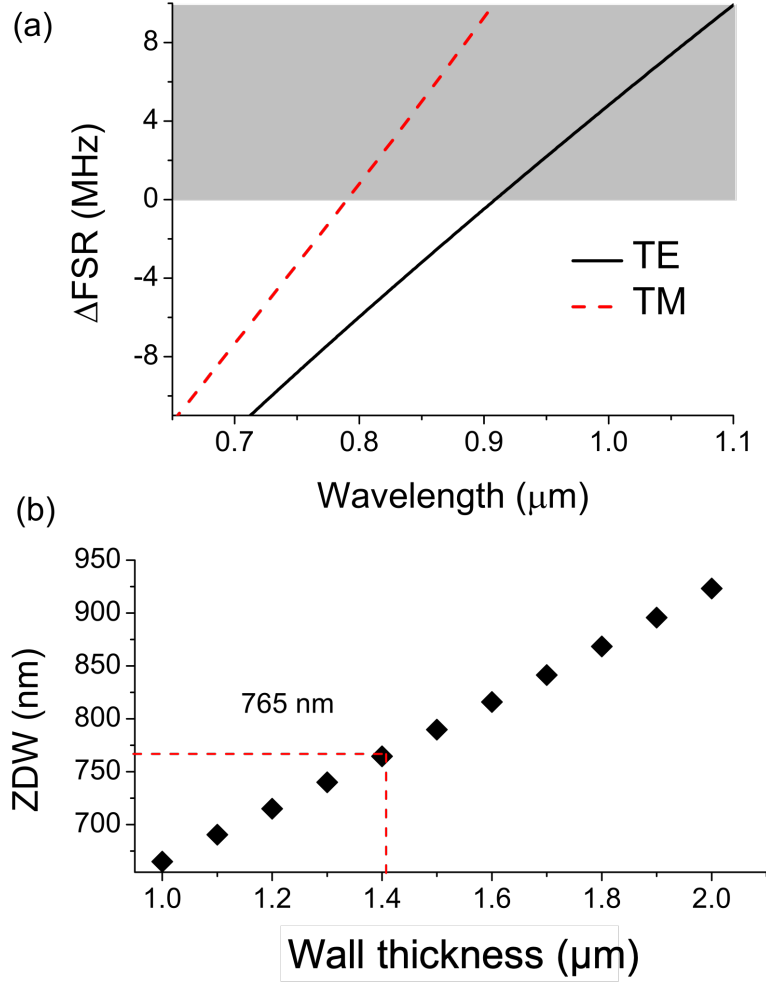 (a)
8
4
0
-4
-8
ΔFSR (MHz)
TE
TM
0.7 0.8 0.9 1.0 1.1
Wavelength (μm)
(b)
950
900
850
800
750
700
ZDW (nm)
765 nm
1.0 1.2 1.4 1.6 1.8 2.0
Wall thickness (μm)